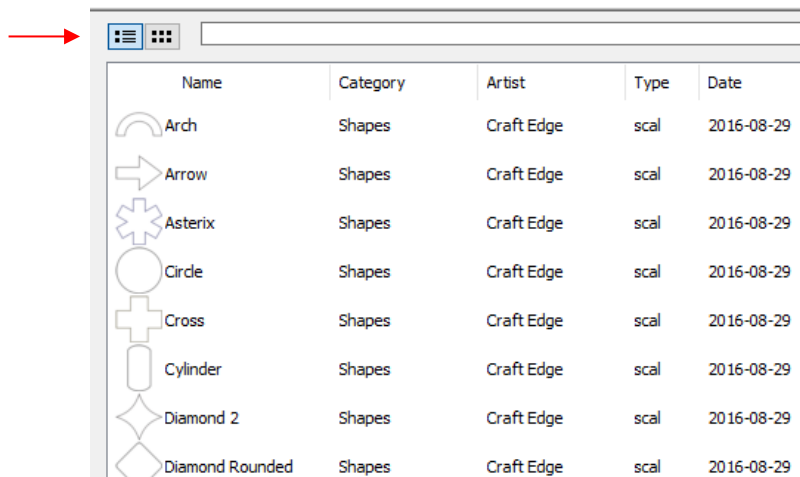 Name Category Artist Type Date
Arch Shapes Craft Edge scal 2016-08-29
Arrow Shapes Craft Edge scal 2016-08-29
Asterix Shapes Craft Edge scal 2016-08-29
Circle Shapes Craft Edge scal 2016-08-29
Cross Shapes Craft Edge scal 2016-08-29
Cylinder Shapes Craft Edge scal 2016-08-29
Diamond 2 Shapes Craft Edge scal 2016-08-29
Diamond Rounded Shapes Craft Edge scal 2016-08-29